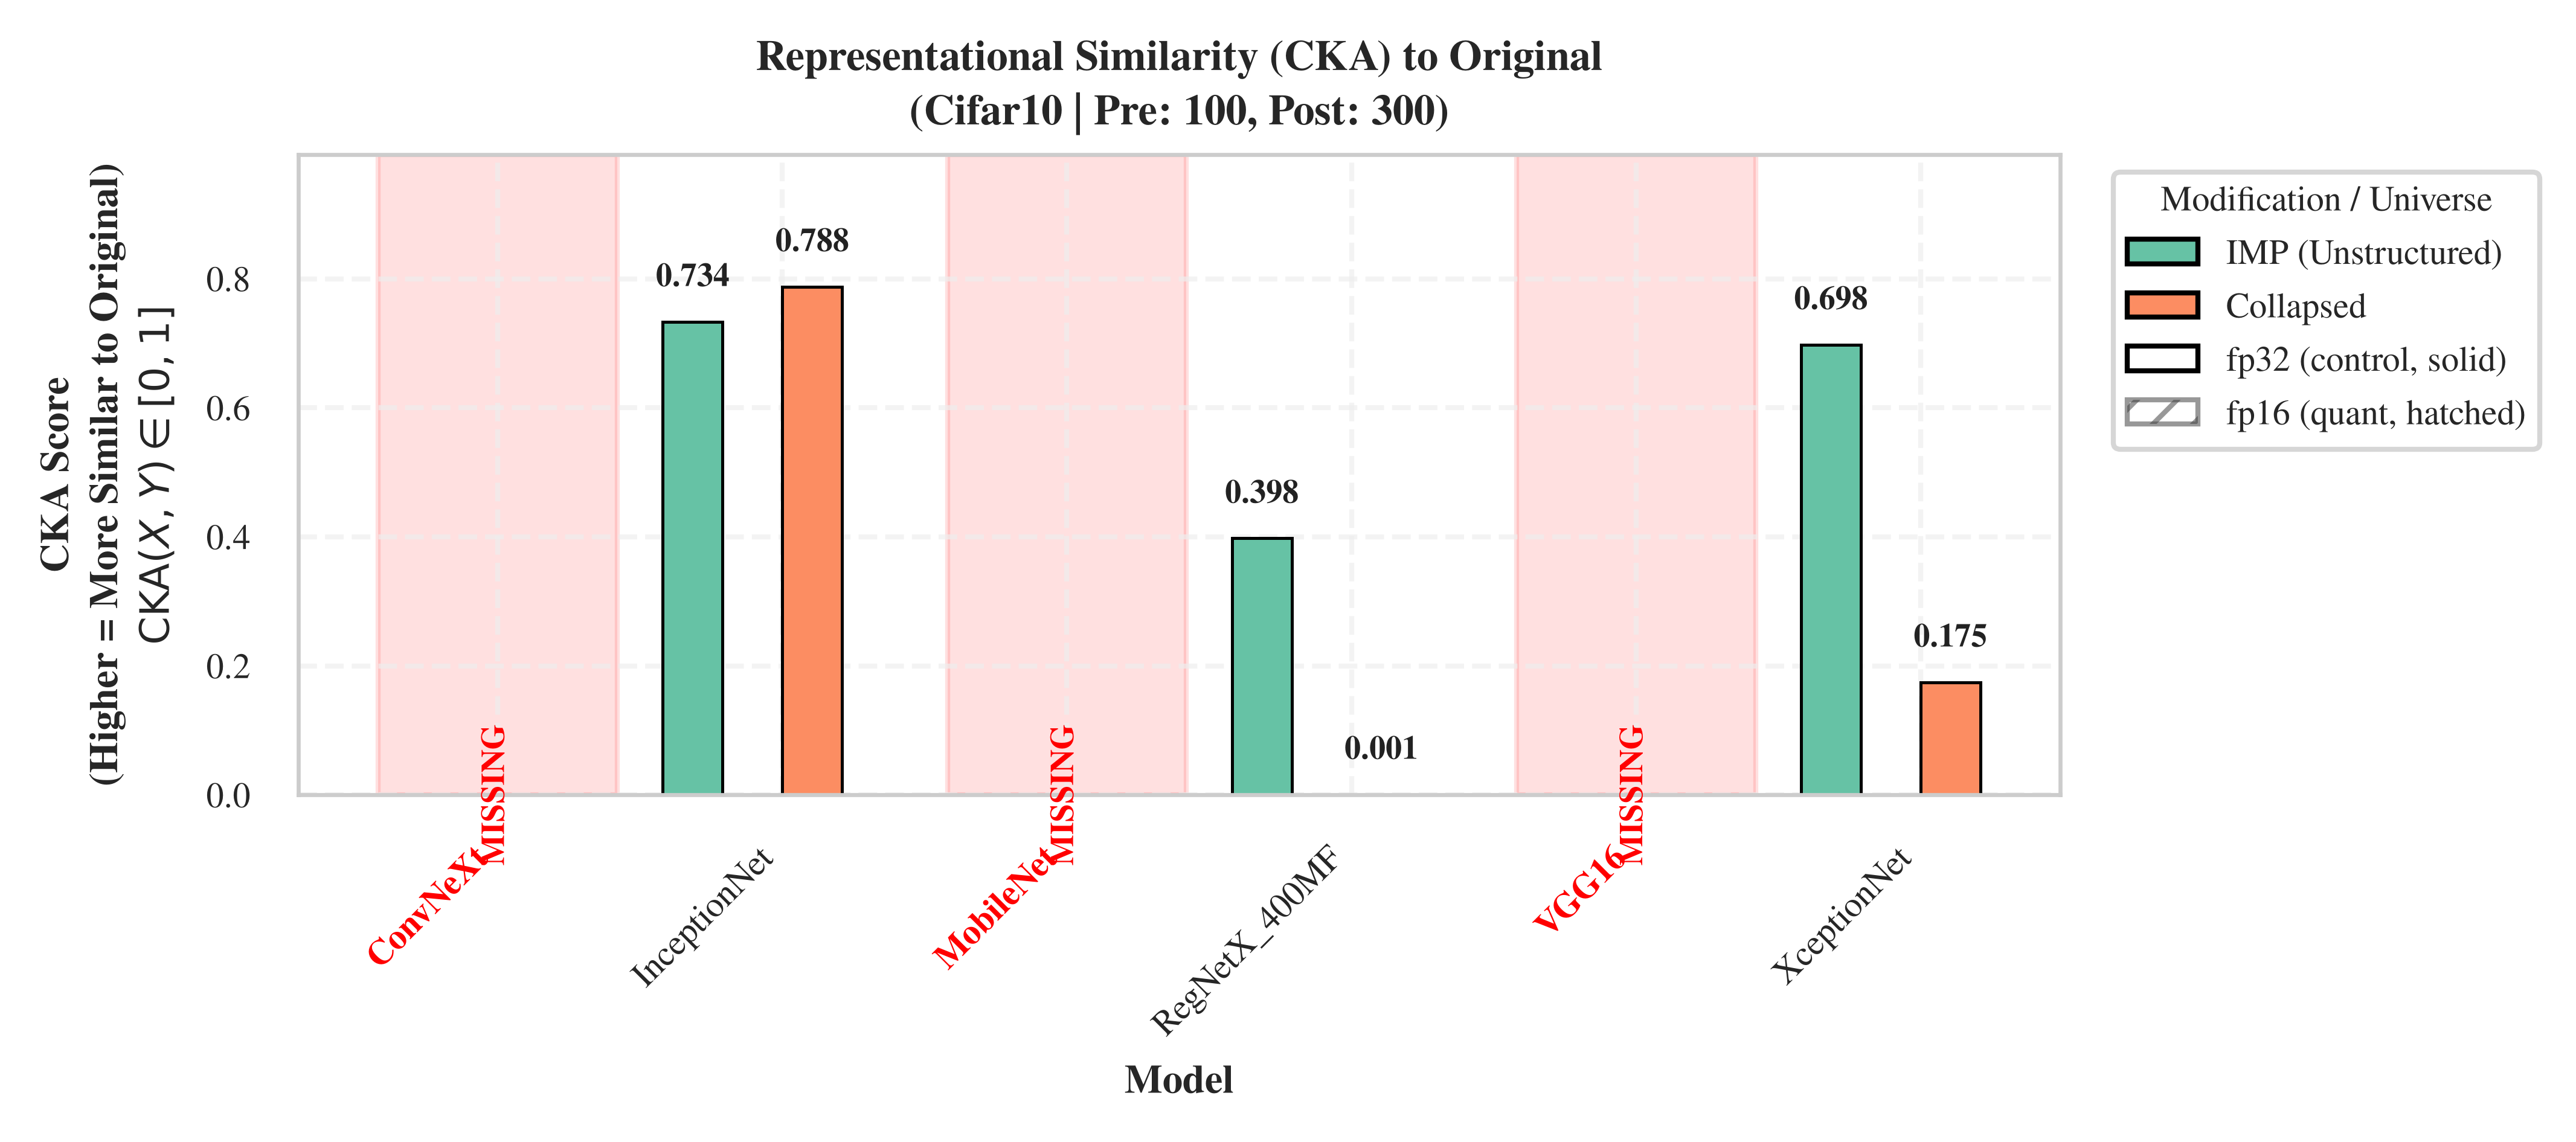 Representational Similarity (CKA) to Original
(Cifar10 | Pre: 100, Post: 300)
CKA Score
(Higher = More Similar to Original)
CKA(X, Y) ∈ [0, 1]
0.8
0.6
0.4
0.2
0.0
0.734
0.788
0.398
0.001
0.698
0.175
MISSING
MISSING
MISSING
ConvNeXt
InceptionNet
MobileNet
RegNetX_400MF
VGG16
XceptionNet
Model
Modification / Universe
IMP (Unstructured)
Collapsed
fp32 (control, solid)
fp16 (quant, hatched)